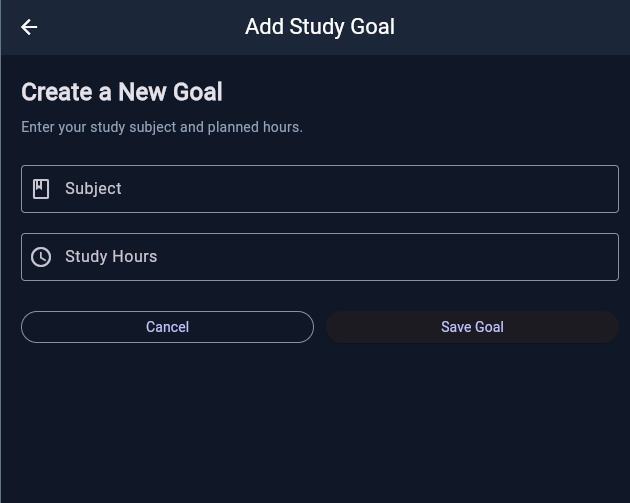 Add Study Goal
Create a New Goal
Enter your study subject and planned hours.
Subject
Study Hours
Cancel
Save Goal